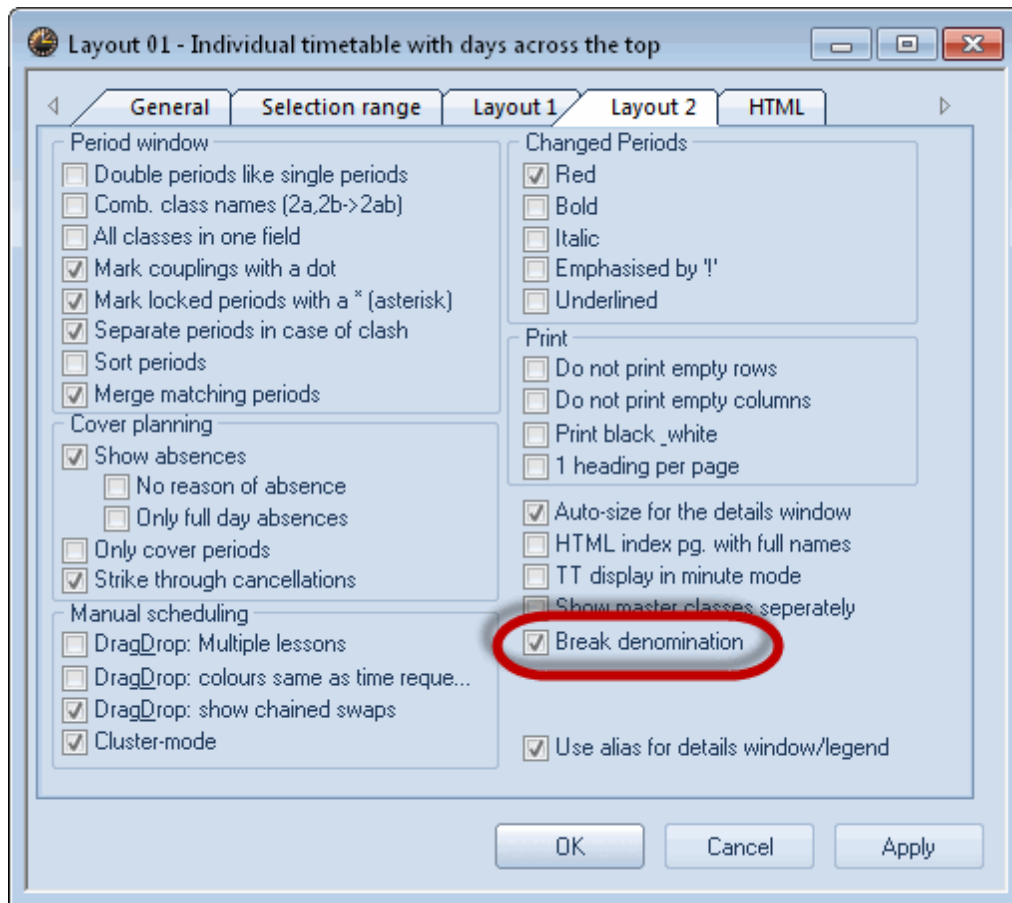 Layout 01 - Individual timetable with days across the top
General
Selection range
Layout 1
Layout 2
HTML
Period window
Double periods like single periods
Comb. class names (2a,2b->2ab)
All classes in one field
Mark couplings with a dot
Mark locked periods with a * (asterisk)
Separate periods in case of clash
Sort periods
Merge matching periods
Cover planning
Show absences
No reason of absence
Only full day absences
Only cover periods
Strike through cancellations
Manual scheduling
DragDrop: Multiple lessons
DragDrop: colours same as time reque...
DragDrop: show chained swaps
Cluster-mode
Changed Periods
Red
Bold
Italic
Emphasised by '!'
Underlined
Print
Do not print empty rows
Do not print empty columns
Print black _white
1 heading per page
Auto-size for the details window
HTML index pg. with full names
TT display in minute mode
Show master classes seperately
Break denomination
Use alias for details window/legend
OK
Cancel
Apply